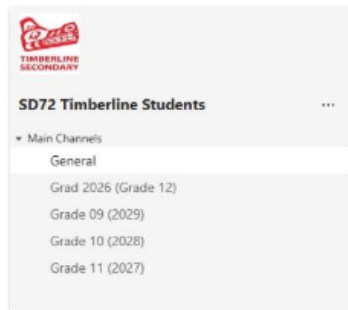 TIMBERLINE
SECONDARY
SD72 Timberline Students ...
Main Channels
General
Grad 2026 (Grade 12)
Grade 09 (2029)
Grade 10 (2028)
Grade 11 (2027)